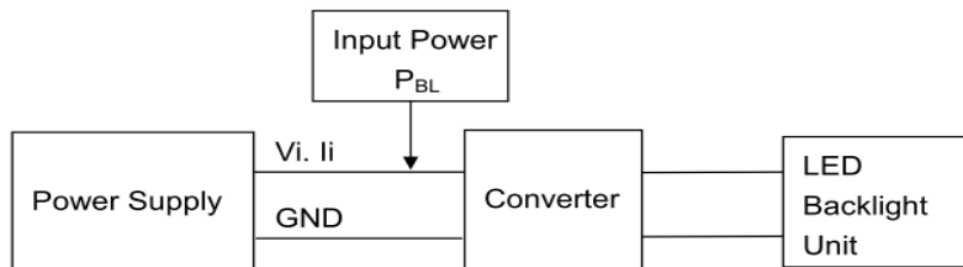 Input Power
PBL
Vi. Ii
Power Supply
GND
Converter
LED
Backlight
Unit